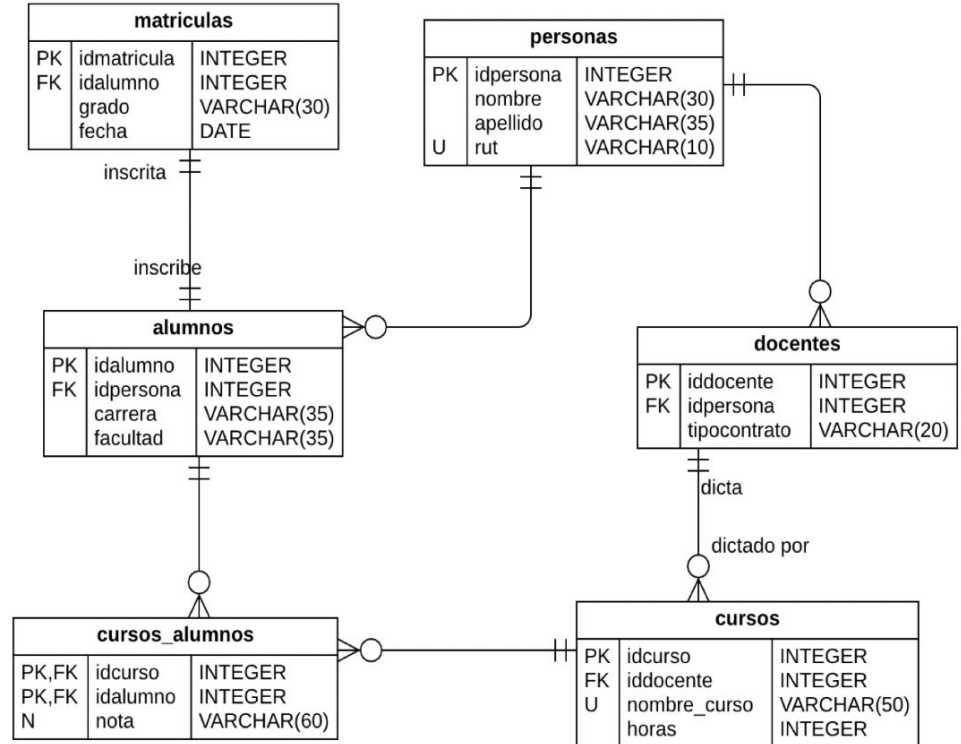 matriculas
PK idmatricula INTEGER
FK idalumno INTEGER
grado VARCHAR(30)
fecha DATE
personas
PK idpersona INTEGER
nombre VARCHAR(30)
apellido VARCHAR(35)
U rut VARCHAR(10)
inscrita
inscribe
alumnos
PK idalumno INTEGER
FK idpersona INTEGER
carrera VARCHAR(35)
facultad VARCHAR(35)
docentes
PK iddocente INTEGER
FK idpersona INTEGER
tipocontrato VARCHAR(20)
dicta
dictado por
cursos_alumnos
PK,FK idcurso INTEGER
PK,FK idalumno INTEGER
N nota VARCHAR(60)
cursos
PK idcurso INTEGER
FK iddocente INTEGER
U nombre_curso VARCHAR(50)
horas INTEGER